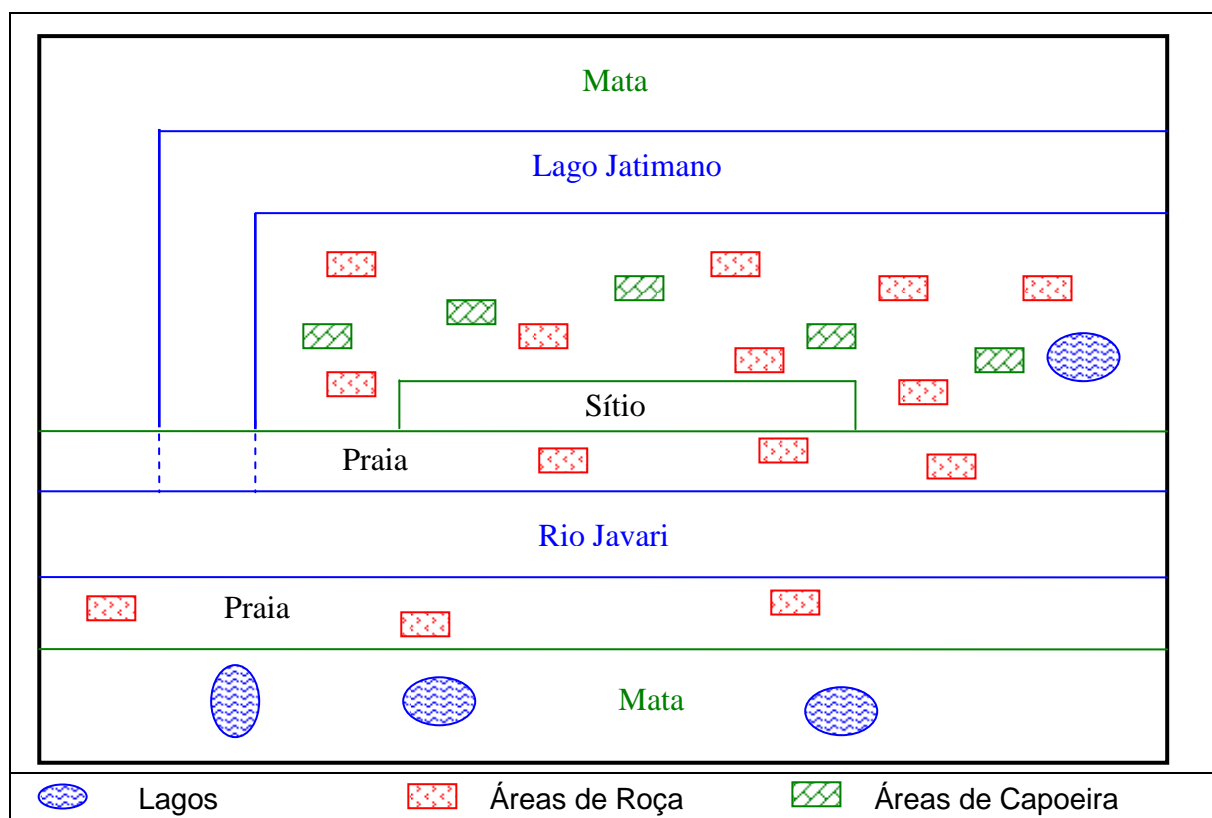 Mata
Lago Jatimano
Sítio
Praia
Rio Javari
Praia
Mata
Lagos
Áreas de Roça
Áreas de Capoeira